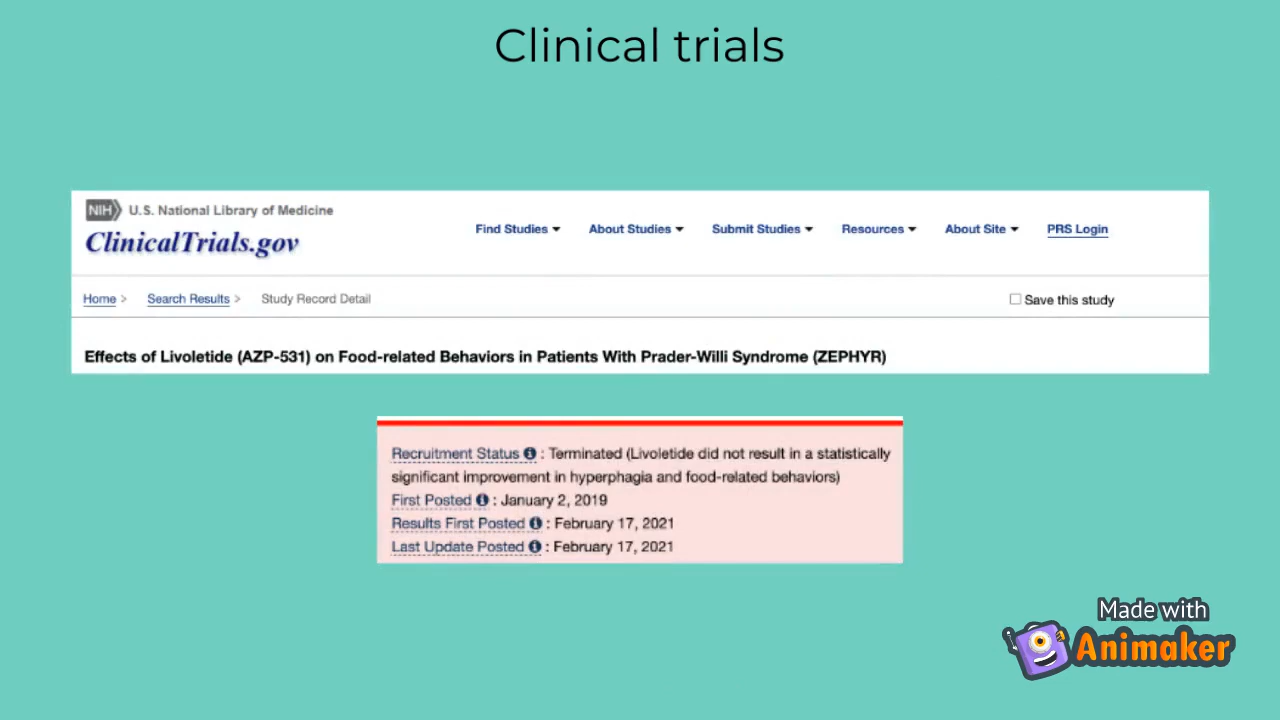 Clinical trials
NIH U.S. National Library of Medicine
ClinicalTrials.gov
Find Studies About Studies Submit Studies Resources About Site PRS Login
Home > Search Results > Study Record Detail
Save this study
Effects of Livoletide (AZP-531) on Food-related Behaviors in Patients With Prader-Willi Syndrome (ZEPHYR)
Recruitment Status : Terminated (Livoletide did not result in a statistically
significant improvement in hyperphagia and food-related behaviors)
First Posted : January 2, 2019
Results First Posted : February 17, 2021
Last Update Posted : February 17, 2021
Made with
Animaker